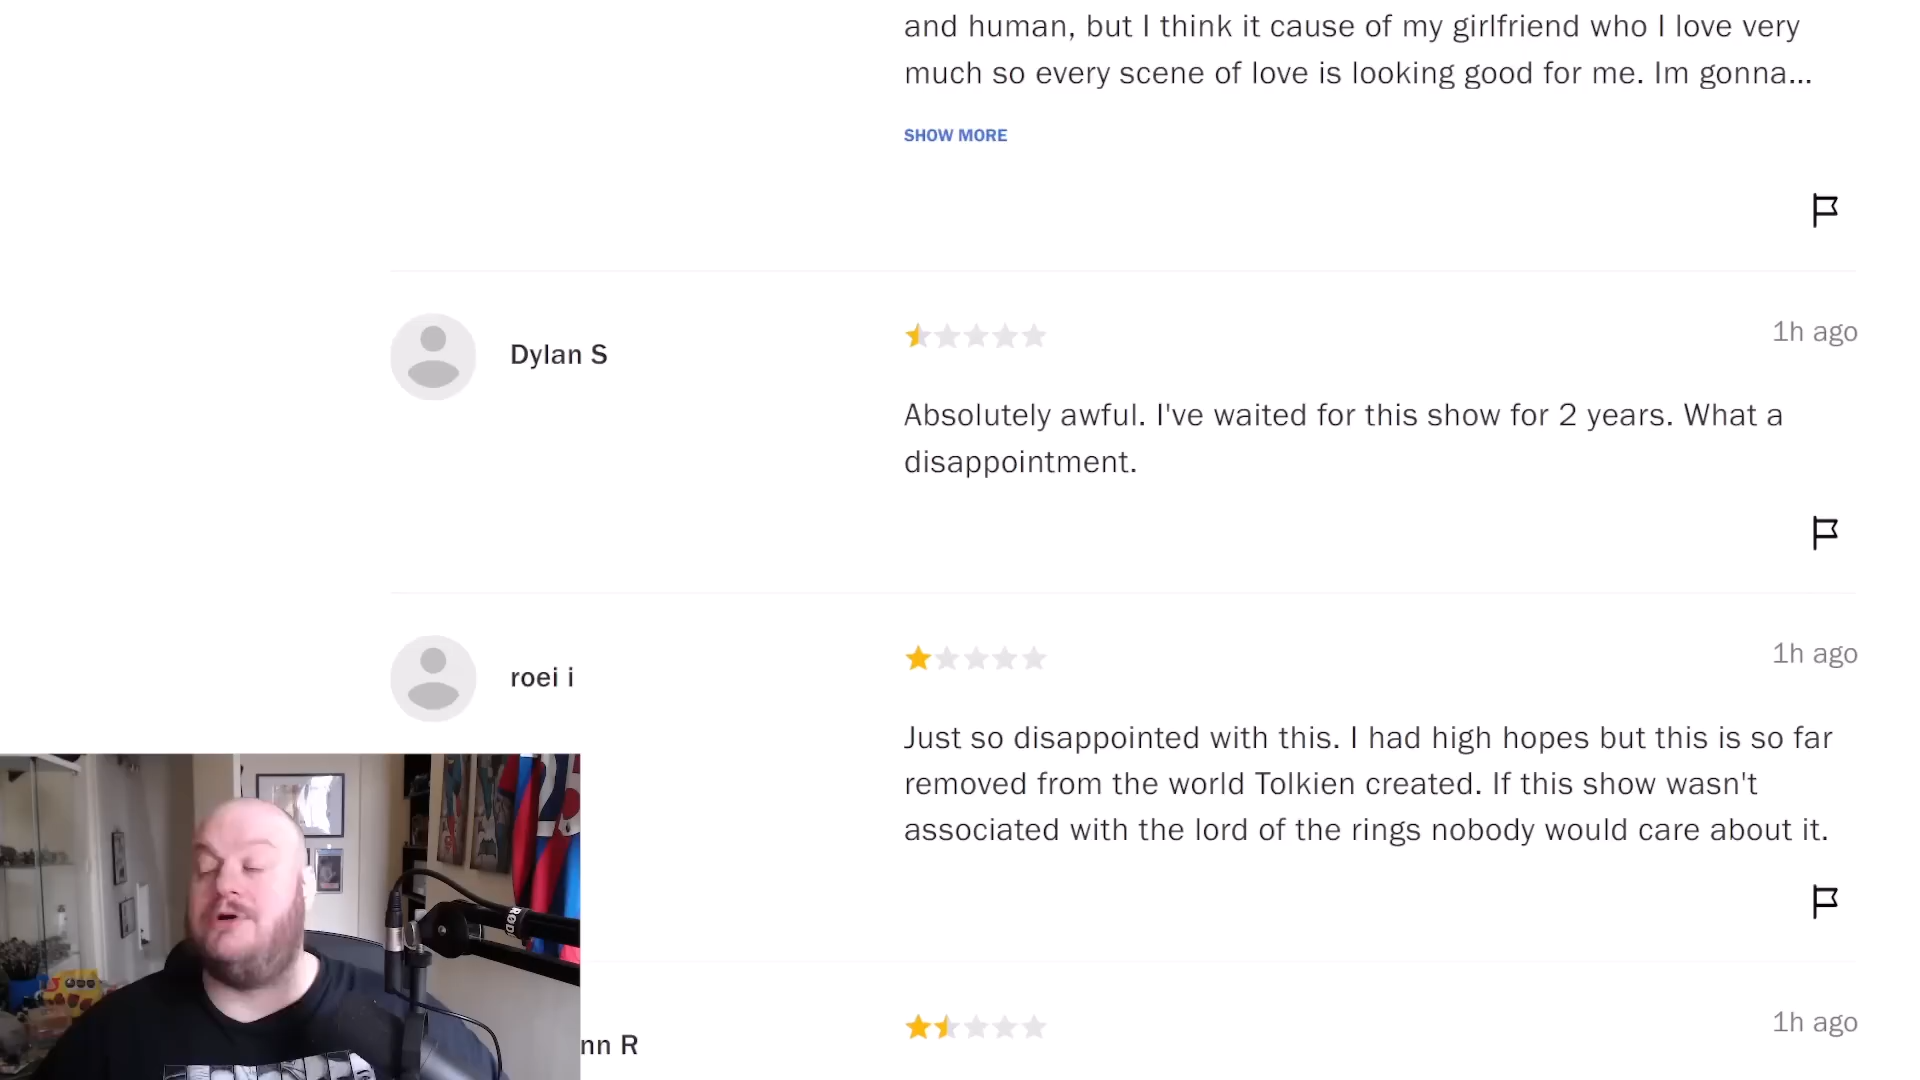 and human, but I think it cause of my girlfriend who I love very
much so every scene of love is looking good for me. Im gonna...
SHOW MORE
Dylan S
1h ago
Absolutely awful. I've waited for this show for 2 years. What a
disappointment.
roei i
1h ago
Just so disappointed with this. I had high hopes but this is so far
removed from the world Tolkien created. If this show wasn't
associated with the lord of the rings nobody would care about it.
RØDE
nn R
1h ago